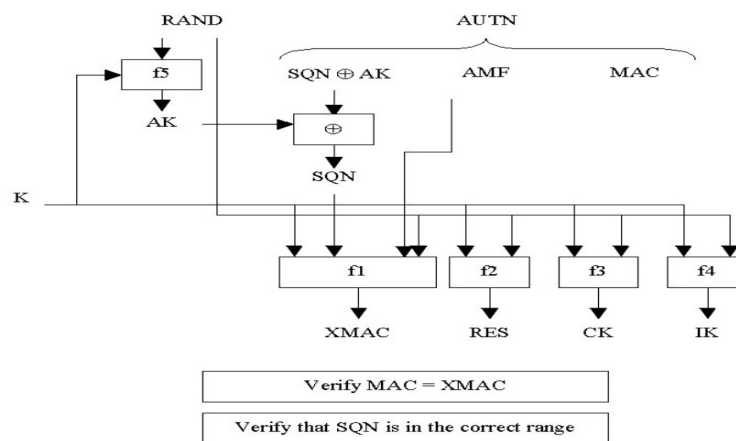 RAND AUTN
f5 SQN ⊕ AK AMF MAC
AK ⊕
SQN
K
f1 f2 f3 f4
XMAC RES CK IK
Verify MAC = XMAC
Verify that SQN is in the correct range